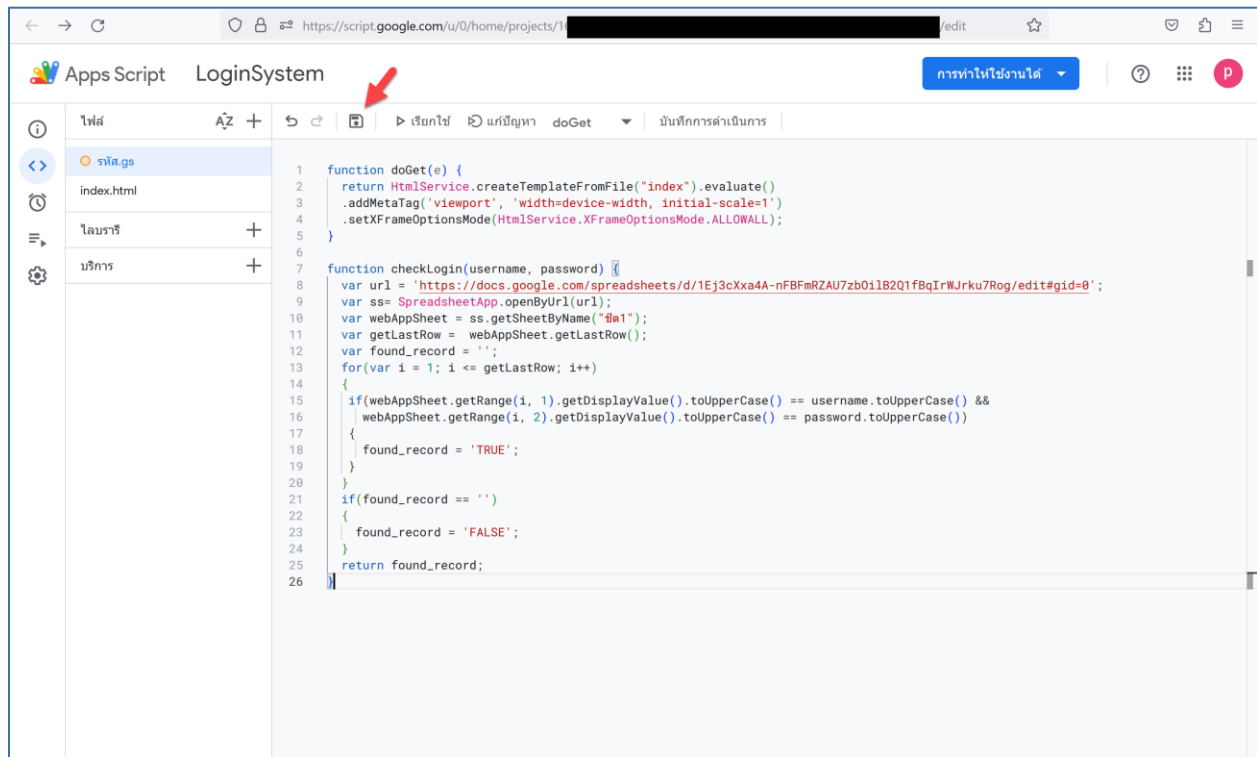 https://script.google.com/u/0/home/projects/16
/edit
Apps Script
LoginSystem
การทำให้ใช้งานได้
p
ไฟล์
AZ
เรียกใช้
แก้ปัญหา
doGet
บันทึกการดำเนินการ
รหัส.gs
index.html
ไลบรารี
บริการ
1 function doGet(e) {
2 return HtmlService.createTemplateFromFile("index").evaluate()
3 .addMetaTag('viewport', 'width=device-width, initial-scale=1')
4 .setXFrameOptionsMode(HtmlService.XFrameOptionsMode.ALLOWALL);
5 }
6
7 function checkLogin(username, password) {
8 var url = 'https://docs.google.com/spreadsheets/d/1Ej3cXxa4A-nFBFmRZAU7zbOilB2Q1fBqIrWJrku7Rog/edit#gid=0';
9 var ss= SpreadsheetApp.openByUrl(url);
10 var webAppSheet = ss.getSheetByName("ชีต1");
11 var getLastRow = webAppSheet.getLastRow();
12 var found_record = '';
13 for(var i = 1; i <= getLastRow; i++)
14 {
15 if(webAppSheet.getRange(i, 1).getDisplayValue().toUpperCase() == username.toUpperCase() &&
16 webAppSheet.getRange(i, 2).getDisplayValue().toUpperCase() == password.toUpperCase())
17 {
18 found_record = 'TRUE';
19 }
20 }
21 if(found_record == '')
22 {
23 found_record = 'FALSE';
24 }
25 return found_record;
26 }